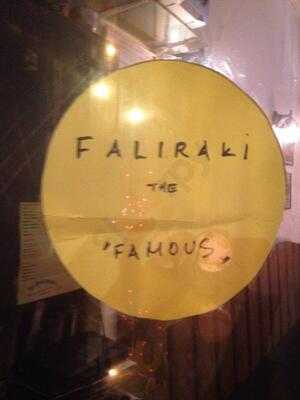 FALIRAKI
THE
'FAMOUS,